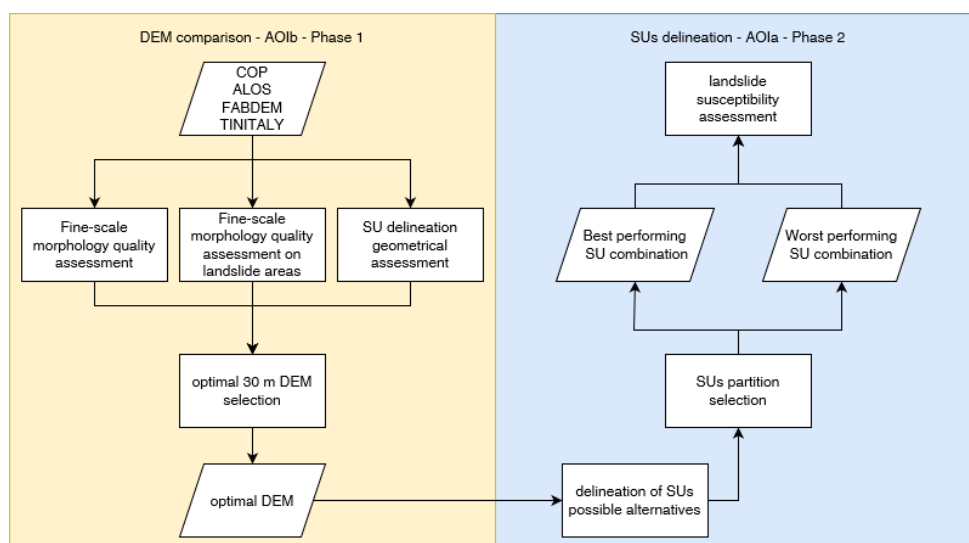 DEM comparison - AOIb - Phase 1
COP
ALOS
FABDEM
TINITALY
Fine-scale
morphology quality
assessment
Fine-scale
morphology quality
assessment on
landslide areas
SU delineation
geometrical
assessment
optimal 30 m DEM
selection
optimal DEM
SUs delineation - AOIa - Phase 2
landslide
susceptibility
assessment
Best performing
SU combination
Worst performing
SU combination
SUs partition
selection
delineation of SUs
possible alternatives